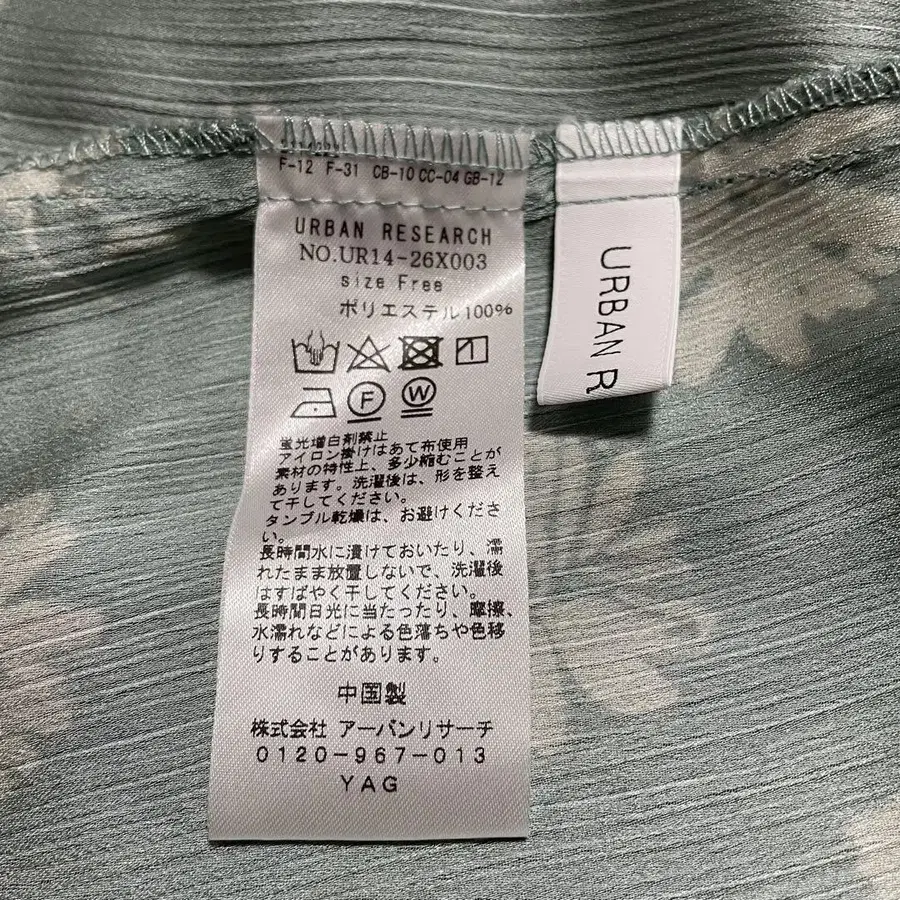 F-12 F-31 CB-10 CC-04 GB-12
URBAN RESEARCH
NO.UR14-26X003
size Free
ポリエステル100%
F
W
蛍光増白剤禁止
アイロン掛けはあて布使用
素材の特性上、多少縮むことが
あります。洗濯後は、形を整え
て干してください。
タンブル乾燥は、お避けくださ
い。
長時間水に漬けておいたり、濡
れたまま放置しないで、洗濯後
はすばやく干してください。
長時間日光に当たったり、摩擦、
水濡れなどによる色落ちや色移
りすることがあります。
中国製
株式会社 アーバンリサーチ
0120-967-013
YAG
URBAN R